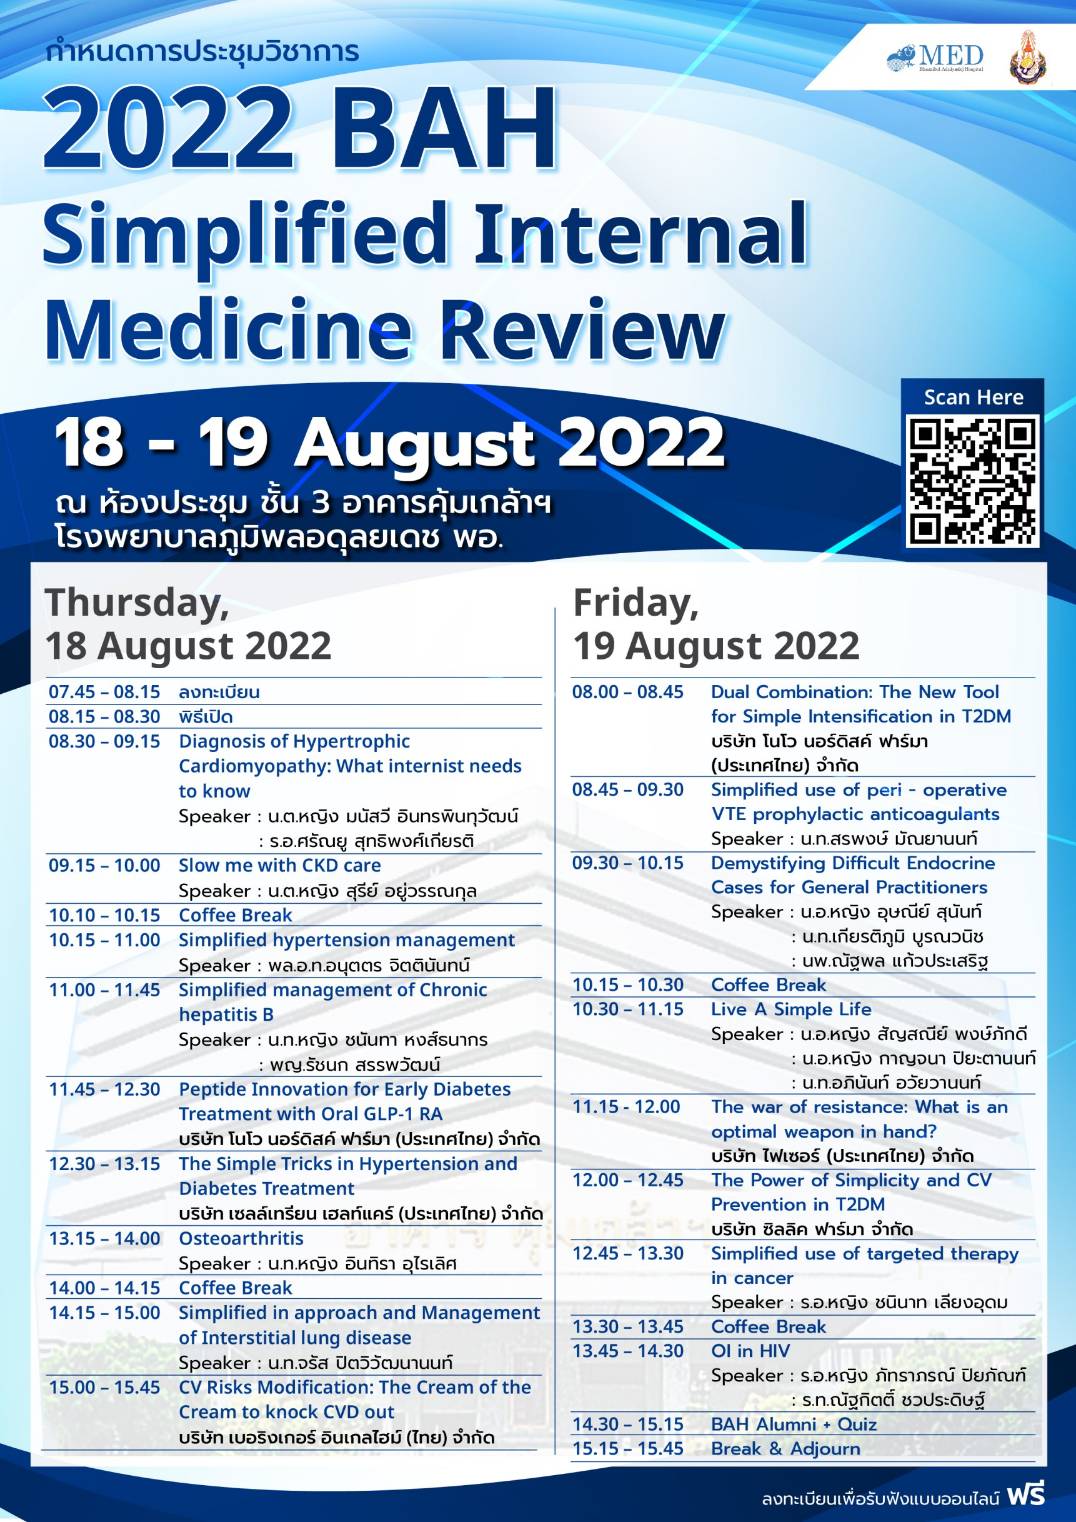 กำหนดการประชุมวิชาการ
MED
Bhumibol Adulyadej Hospital
2022 BAH
Simplified Internal
Medicine Review
18 - 19 August 2022
ณ ห้องประชุม ชั้น 3 อาคารคุ้มเกล้าฯ
โรงพยาบาลภูมิพลอดุลยเดช พอ.
Scan Here
Thursday,
18 August 2022
07.45 – 08.15 ลงทะเบียน
08.15 – 08.30 พิธีเปิด
08.30 – 09.15 Diagnosis of Hypertrophic
Cardiomyopathy: What internist needs
to know
Speaker : น.ต.หญิง มนัสวี อินทรพินทุวัฒน์
: ร.อ.ศรัณยู สุทธิพงศ์เกียรติ
09.15 – 10.00 Slow me with CKD care
Speaker : น.ต.หญิง สุรีย์ อยู่วรรณกุล
10.10 – 10.15 Coffee Break
10.15 – 11.00 Simplified hypertension management
Speaker : พล.อ.ท.อนุตตร จิตตินันทน์
11.00 – 11.45 Simplified management of Chronic
hepatitis B
Speaker : น.ท.หญิง ชนันทา หงส์ธนากร
: พญ.รัชนก สรรพวัฒน์
11.45 – 12.30 Peptide Innovation for Early Diabetes
Treatment with Oral GLP-1 RA
บริษัท โนโว นอร์ดิสค์ ฟาร์มา (ประเทศไทย) จำกัด
12.30 – 13.15 The Simple Tricks in Hypertension and
Diabetes Treatment
บริษัท เซลล์เทรียน เฮลท์แคร์ (ประเทศไทย) จำกัด
13.15 – 14.00 Osteoarthritis
Speaker : น.ท.หญิง อินทิรา อุไรเลิศ
14.00 – 14.15 Coffee Break
14.15 – 15.00 Simplified in approach and Management
of Interstitial lung disease
Speaker : น.ท.จรัส ปิตวิวัฒนานนท์
15.00 – 15.45 CV Risks Modification: The Cream of the
Cream to knock CVD out
บริษัท เบอริงเกอร์ อินเกลไฮม์ (ไทย) จำกัด
Friday,
19 August 2022
08.00 – 08.45 Dual Combination: The New Tool
for Simple Intensification in T2DM
บริษัท โนโว นอร์ดิสค์ ฟาร์มา
(ประเทศไทย) จำกัด
08.45 – 09.30 Simplified use of peri - operative
VTE prophylactic anticoagulants
Speaker : น.ท.สรพงษ์ มัณยานนท์
09.30 – 10.15 Demystifying Difficult Endocrine
Cases for General Practitioners
Speaker : น.อ.หญิง อุษณีย์ สุนันท์
: น.ท.เกียรติภูมิ บูรณวนิช
: นพ.ณัฐพล แก้วประเสริฐ
10.15 – 10.30 Coffee Break
10.30 – 11.15 Live A Simple Life
Speaker : น.อ.หญิง สัญสณีย์ พงษ์ภักดี
: น.อ.หญิง กาญจนา ปิยะตานนท์
: น.ท.อภินันท์ อวัยวานนท์
11.15 - 12.00 The war of resistance: What is an
optimal weapon in hand?
บริษัท ไฟเซอร์ (ประเทศไทย) จำกัด
12.00 – 12.45 The Power of Simplicity and CV
Prevention in T2DM
บริษัท ซิลลิค ฟาร์มา จำกัด
12.45 – 13.30 Simplified use of targeted therapy
in cancer
Speaker : ร.อ.หญิง ชนินาท เลียงอุดม
13.30 – 13.45 Coffee Break
13.45 – 14.30 OI in HIV
Speaker : ร.อ.หญิง ภัทราภรณ์ ปิยภัณฑ์
: ร.ท.ณัฐกิตติ์ ชวประดิษฐ์
14.30 – 15.15 BAH Alumni + Quiz
15.15 – 15.45 Break & Adjourn
ลงทะเบียนเพื่อรับฟังแบบออนไลน์ ฟรี